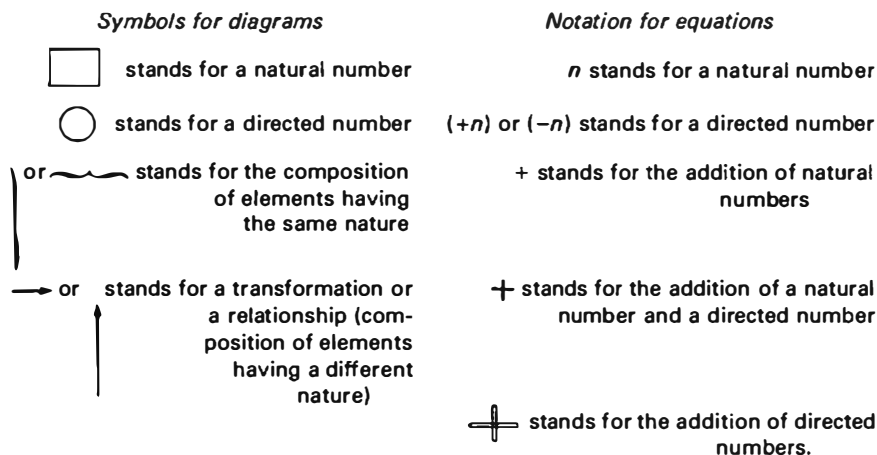 Symbols for diagrams
stands for a natural number
stands for a directed number
or stands for the composition
of elements having
the same nature
or stands for a transformation or
a relationship (com-
position of elements
having a different
nature)
Notation for equations
n stands for a natural number
(+n) or (−n) stands for a directed number
+ stands for the addition of natural
numbers
+ stands for the addition of a natural
number and a directed number
+ stands for the addition of directed
numbers.